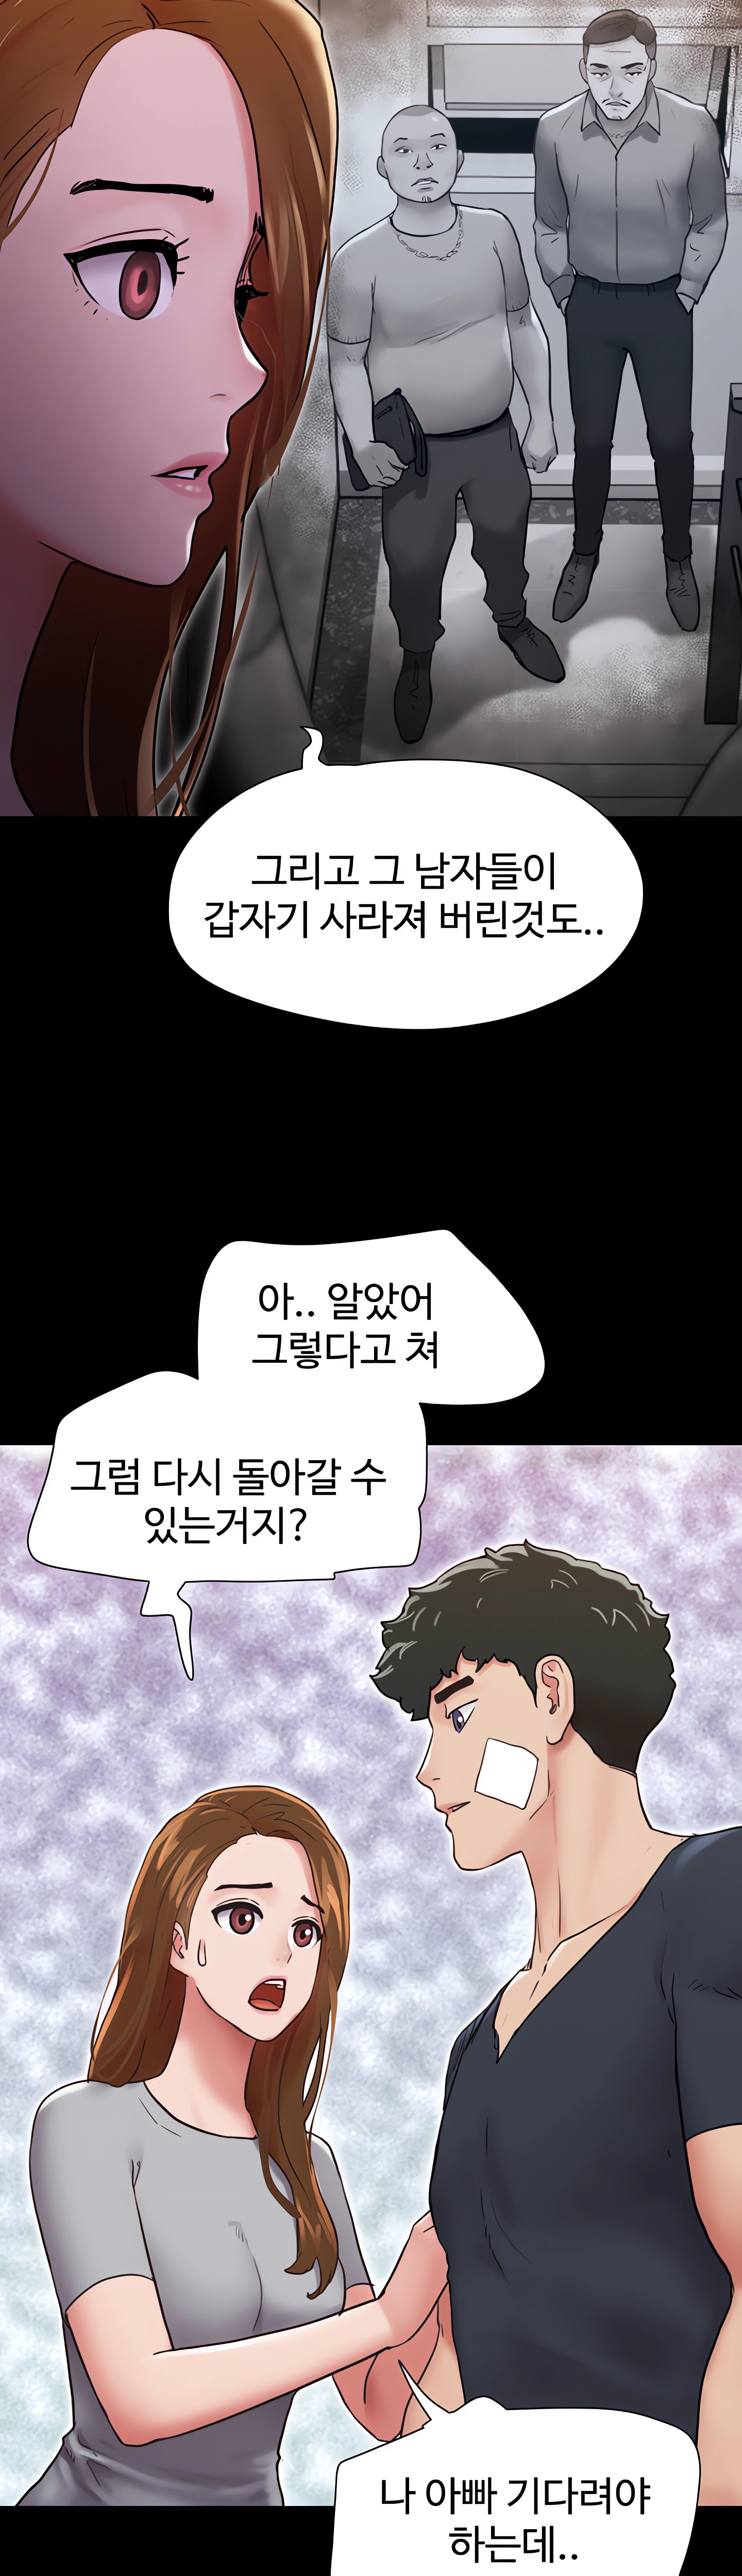 그리고 그 남자들이
갑자기 사라져 버린것도..
아.. 알았어
그렇다고 쳐
그럼 다시 돌아갈 수
있는거지?
나 아빠 기다려야
하는데..